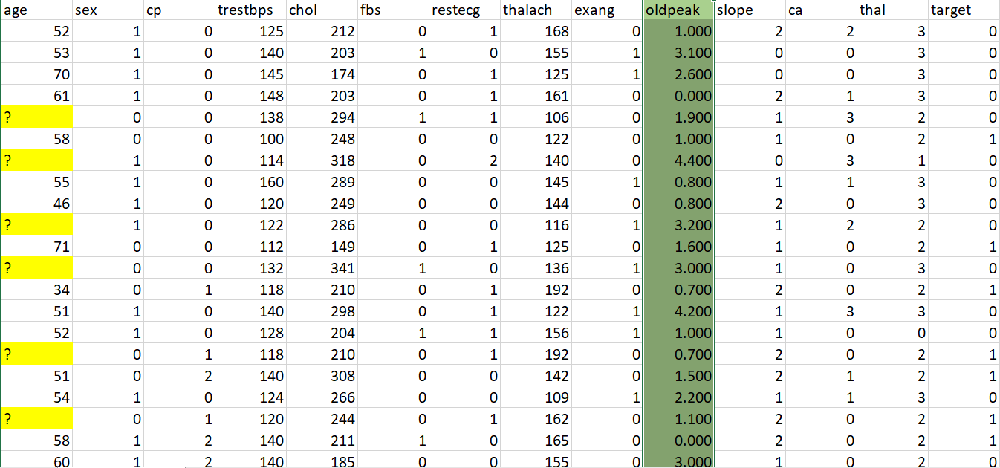 age sex cp trestbps chol fbs restecg thalach exang oldpeak slope ca thal target
52 1 0 125 212 0 1 168 0 1.000 2 2 3 0
53 1 0 140 203 1 0 155 1 3.100 0 0 3 0
70 1 0 145 174 0 1 125 1 2.600 0 0 3 0
61 1 0 148 203 0 1 161 0 0.000 2 1 3 0
? 0 0 138 294 1 1 106 0 1.900 1 3 2 0
58 0 0 100 248 0 0 122 0 1.000 1 0 2 1
? 1 0 114 318 0 2 140 0 4.400 0 3 1 0
55 1 0 160 289 0 0 145 1 0.800 1 1 3 0
46 1 0 120 249 0 0 144 0 0.800 2 0 3 0
? 1 0 122 286 0 0 116 1 3.200 1 2 2 0
71 0 0 112 149 0 1 125 0 1.600 1 0 2 1
? 0 0 132 341 1 0 136 1 3.000 1 0 3 0
34 0 1 118 210 0 1 192 0 0.700 2 0 2 1
51 1 0 140 298 0 1 122 1 4.200 1 3 3 0
52 1 0 128 204 1 1 156 1 1.000 1 0 0 0
? 0 1 118 210 0 1 192 0 0.700 2 0 2 1
51 0 2 140 308 0 0 142 0 1.500 2 1 2 1
54 1 0 124 266 0 0 109 1 2.200 1 1 3 0
? 0 1 120 244 0 1 162 0 1.100 2 0 2 1
58 1 2 140 211 1 0 165 0 0.000 2 0 2 1
60 1 2 140 185 0 0 155 0 3.000 1 0 2 0